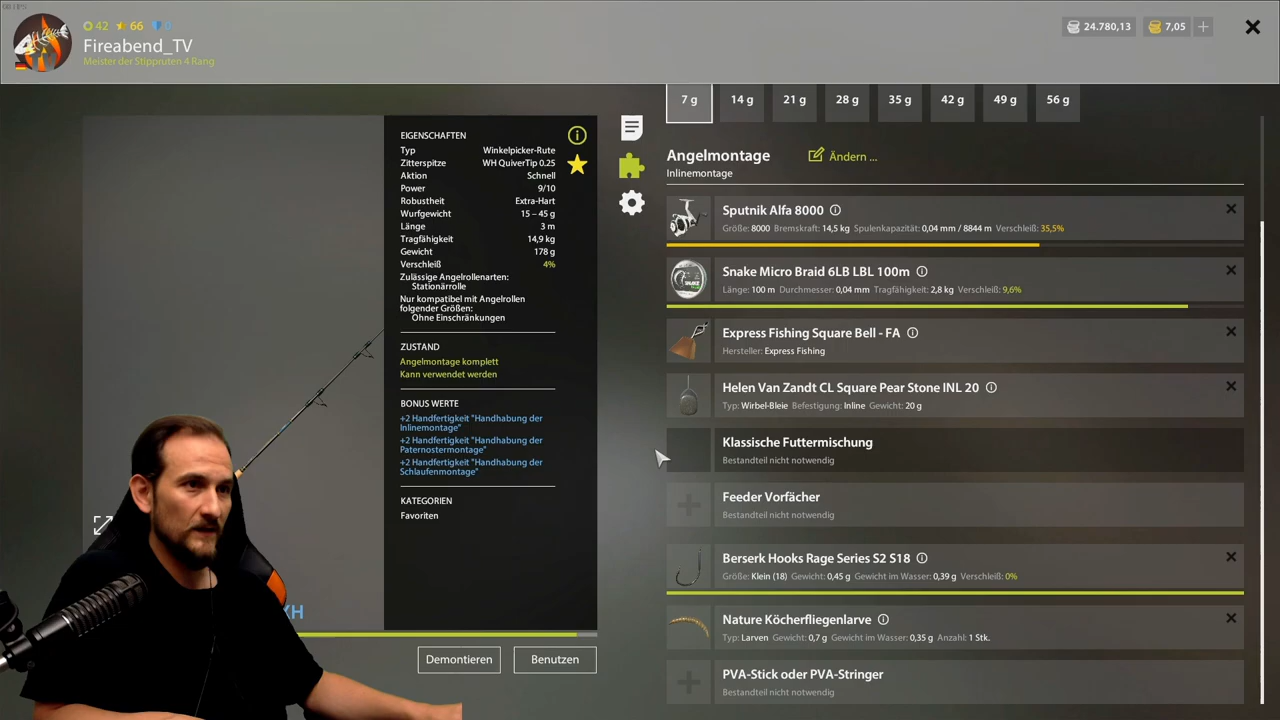 42 66 0
Fireabend_TV
Meister der Stippruten 4 Rang
24.780,13 7,05
EIGENSCHAFTEN
Typ Winkelpicker-Rute
Zitterspitze WH QuiverTip 0.25
Aktion Schnell
Power 9/10
Robustheit Extra-Hart
Wurfgewicht 15 – 45 g
Länge 3 m
Tragfähigkeit 14,9 kg
Gewicht 178 g
Verschleiß 4%
Zulässige Angelrollenarten:
Stationärrolle
Nur kompatibel mit Angelrollen
folgender Größen:
Ohne Einschränkungen
ZUSTAND
Angelmontage komplett
Kann verwendet werden
BONUS WERTE
+2 Handfertigkeit "Handhabung der
Inlinemontage"
+2 Handfertigkeit "Handhabung der
Paternostermontage"
+2 Handfertigkeit "Handhabung der
Schlaufenmontage"
KATEGORIEN
Favoriten
Demontieren Benutzen
7 g 14 g 21 g 28 g 35 g 42 g 49 g 56 g
Angelmontage Ändern ...
Inlinemontage
Sputnik Alfa 8000
Größe: 8000 Bremskraft: 14,5 kg Spulenkapazität: 0,04 mm / 8844 m Verschleiß: 35,5%
Snake Micro Braid 6LB LBL 100m
Länge: 100 m Durchmesser: 0,04 mm Tragfähigkeit: 2,8 kg Verschleiß: 9,6%
Express Fishing Square Bell - FA
Hersteller: Express Fishing
Helen Van Zandt CL Square Pear Stone INL 20
Typ: Wirbel-Bleie Befestigung: Inline Gewicht: 20 g
Klassische Futtermischung
Bestandteil nicht notwendig
Feeder Vorfächer
Bestandteil nicht notwendig
Berserk Hooks Rage Series S2 S18
Größe: Klein (18) Gewicht: 0,45 g Gewicht im Wasser: 0,39 g Verschleiß: 0%
Nature Köcherfliegenlarve
Typ: Larven Gewicht: 0,7 g Gewicht im Wasser: 0,35 g Anzahl: 1 Stk.
PVA-Stick oder PVA-Stringer
Bestandteil nicht notwendig